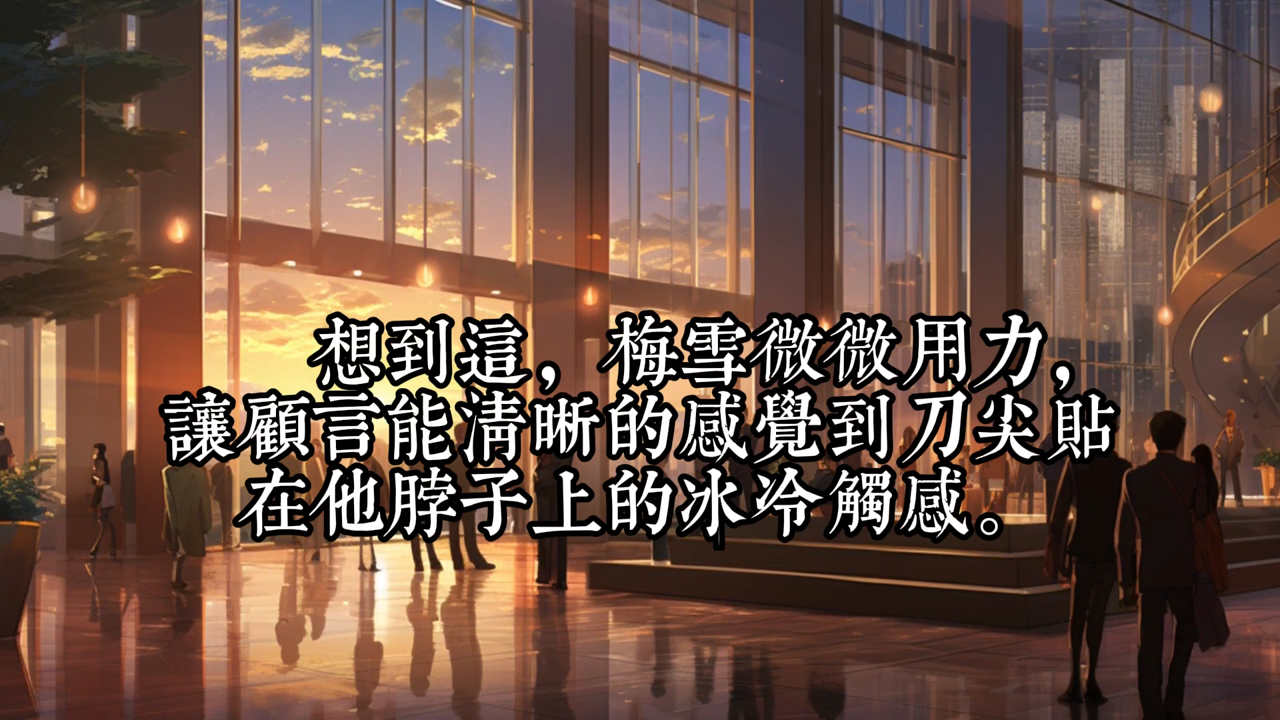 想到這，梅雪微微用力，
讓顧言能清晰的感覺到刀尖貼
在他脖子上的冰冷觸感。